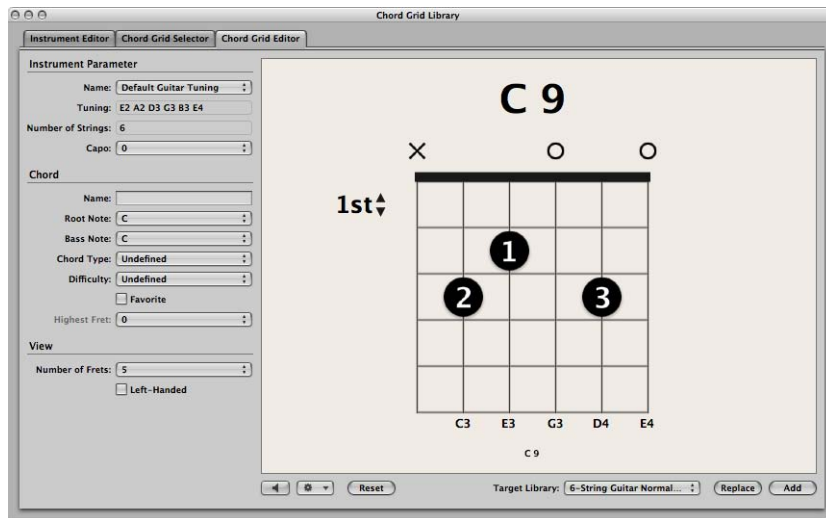 Chord Grid Library
Instrument Editor Chord Grid Selector Chord Grid Editor
Instrument Parameter
Name: Default Guitar Tuning
Tuning: E2 A2 D3 G3 B3 E4
Number of Strings: 6
Capo: 0
Chord
Name:
Root Note: C
Bass Note: C
Chord Type: Undefined
Difficulty: Undefined
Favorite
Highest Fret: 0
View
Number of Frets: 5
Left-Handed
C 9
1st
1
2 3
C3 E3 G3 D4 E4
C 9
Reset Target Library: 6-String Guitar Normal... Replace Add